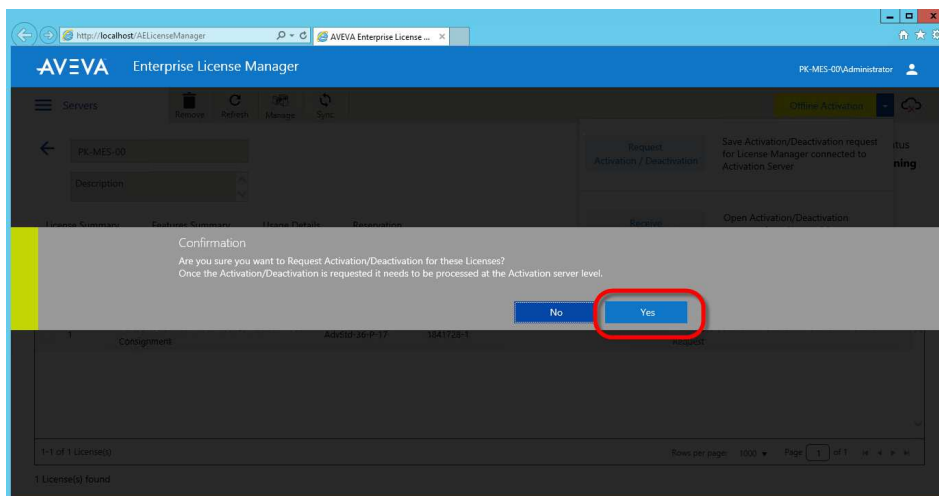 http://localhost/AELicenseManager
AVEVA Enterprise License ...
AVEVA
Enterprise License Manager
PK-MES-00\Administrator
Servers
Remove
Refresh
Manage
Sync
Offline Activation
PK-MES-00
Description
Request
Activation / Deactivation
Save Activation/Deactivation request
for License Manager connected to
Activation Server
tus
ning
Receive
Open Activation/Deactivation
License Summary
Features Summary
Usage Details
Reservation
Confirmation
Are you sure you want to Request Activation/Deactivation for these Licenses?
Once the Activation/Deactivation is requested it needs to be processed at the Activation server level.
No
Yes
1
Consignment
Request
1-1 of 1 License(s)
Rows per page: 1000
Page 1 of 1
1 License(s) found